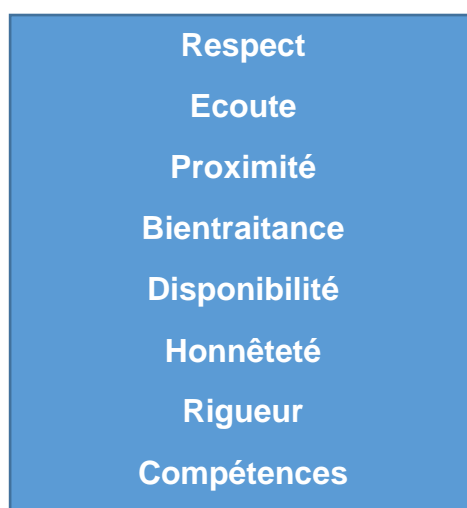 Respect
Ecoute
Proximité
Bientraitance
Disponibilité
Honnêteté
Rigueur
Compétences